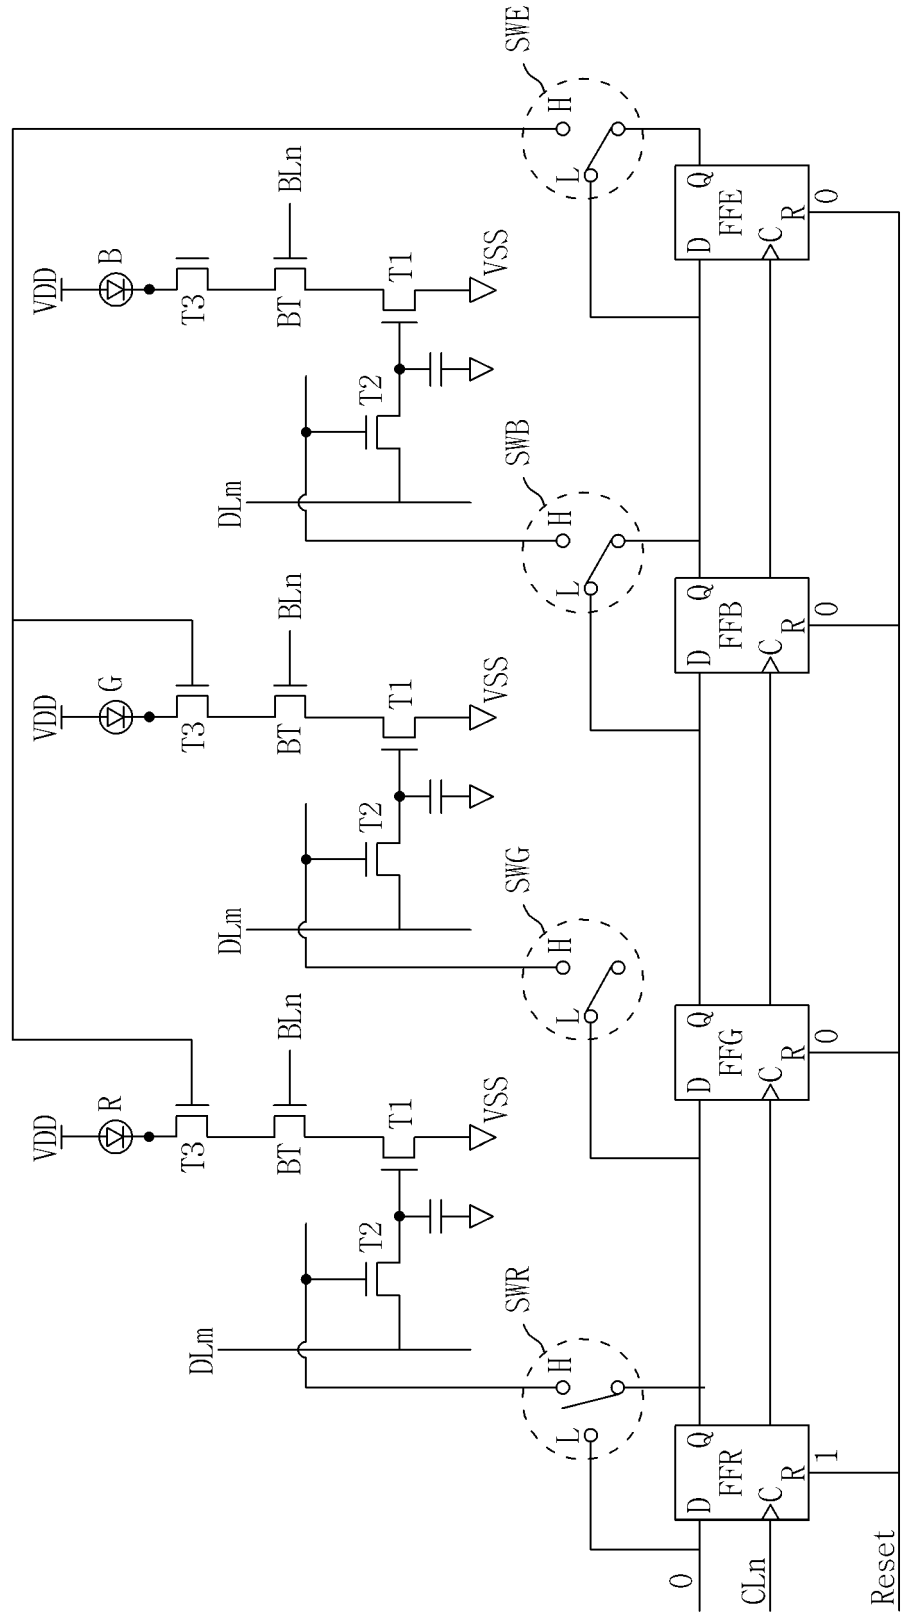 VDD
R
T3
BT
BLn
T1
VSS
T2
DLm
VDD
G
T3
BT
BLn
T1
VSS
T2
DLm
VDD
B
T3
BT
BLn
T1
VSS
T2
DLm
SWR
L
H
SWG
L
H
SWB
L
H
SWE
L
H
0
D
Q
FFR
C
R
1
D
Q
FFG
C
R
0
D
Q
FFB
C
R
0
D
Q
FFE
C
R
0
CLn
Reset